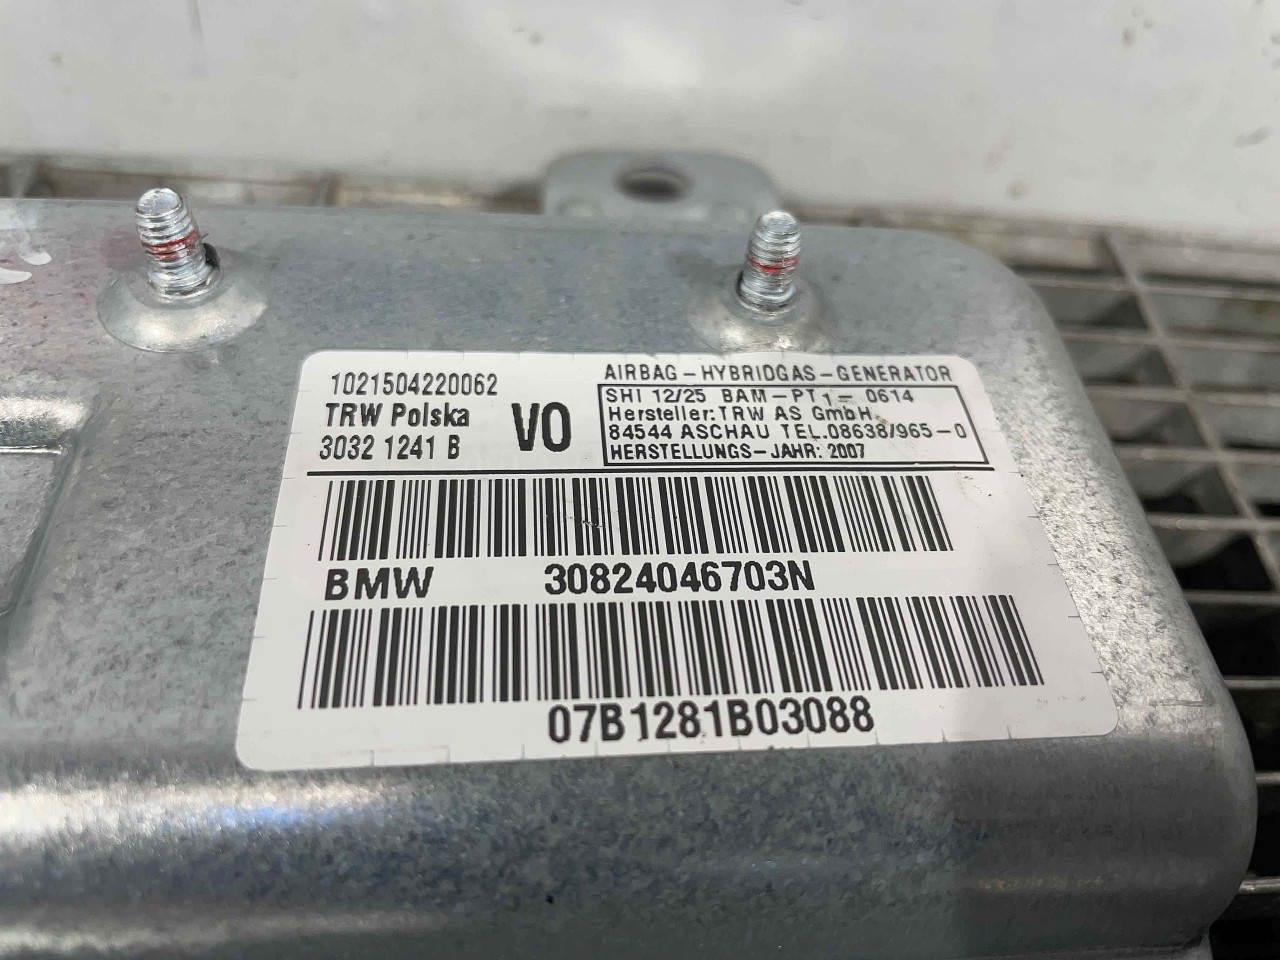 1021504220062
TRW Polska
3032 1241 B
VO
AIRBAG-HYBRIDGAS-GENERATOR
SHI 12/25 BAM-PT1- 0614
Hersteller: TRW AS GmbH
84544 ASCHAU TEL.08638/965-0
HERSTELLUNGS-JAHR: 2007
BMW 30824046703N
07B1281B03088